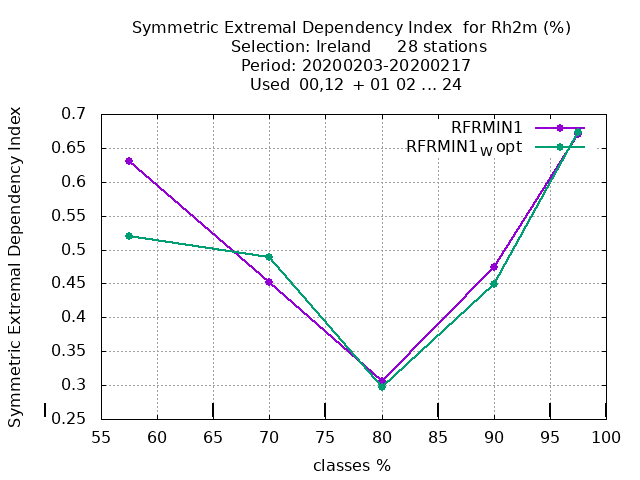 Symmetric Extremal Dependency Index for Rh2m (%)
Selection: Ireland 28 stations
Period: 20200203-20200217
Used 00,12 + 01 02 ... 24
Symmetric Extremal Dependency Index
0.7
0.65
0.6
0.55
0.5
0.45
0.4
0.35
0.3
0.25
RFRMIN1
RFRMIN1W opt
55 60 65 70 75 80 85 90 95 100
classes %